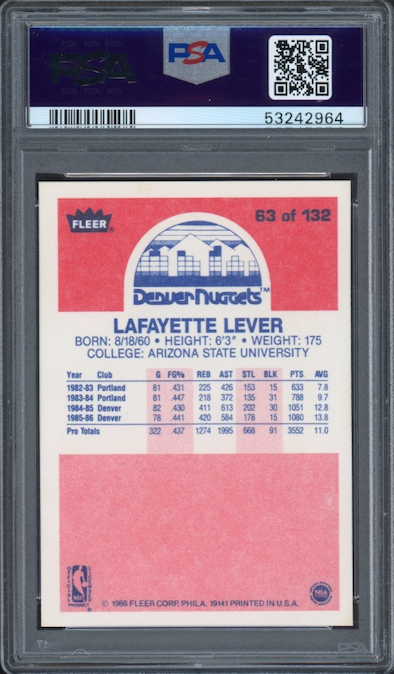 PSA
PSA
53242964
FLEER
63 of 132
Denver Nuggets™
LAFAYETTE LEVER
BORN: 8/18/60 • HEIGHT: 6'3" • WEIGHT: 175
COLLEGE: ARIZONA STATE UNIVERSITY
Year Club G FG% REB AST STL BLK PTS AVG
1982-83 Portland 81 .431 225 426 153 15 633 7.8
1983-84 Portland 81 .447 218 372 135 31 788 9.7
1984-85 Denver 82 .430 411 613 202 30 1051 12.8
1985-86 Denver 78 .441 420 584 178 15 1080 13.8
Pro Totals 322 .437 1274 1995 668 91 3552 11.0
© 1986 FLEER CORP. PHILA. 19141 PRINTED IN U.S.A.
PSA